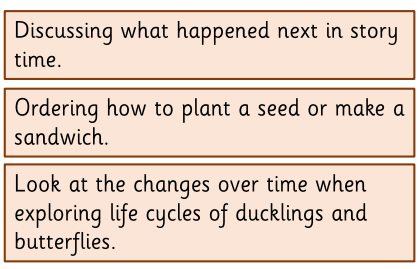 Discussing what happened next in story
time.
Ordering how to plant a seed or make a
sandwich.
Look at the changes over time when
exploring life cycles of ducklings and
butterflies.